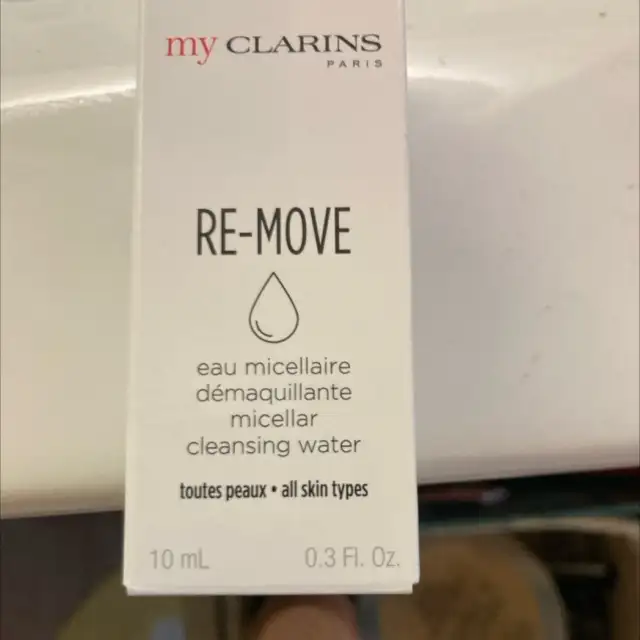 my CLARINS
PARIS
RE-MOVE
eau micellaire
démaquillante
micellar
cleansing water
toutes peaux • all skin types
10 mL 0.3 Fl. Oz.